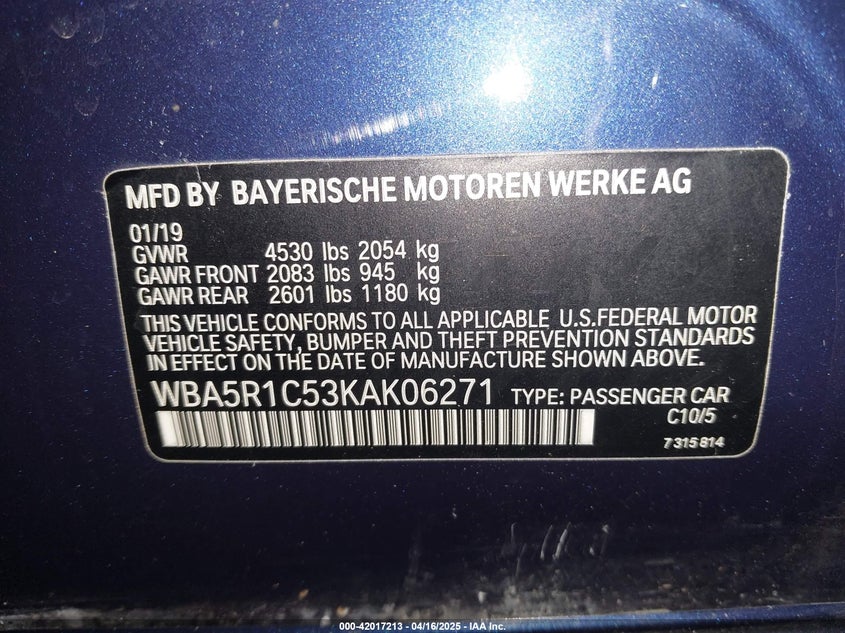 MFD BY BAYERISCHE MOTOREN WERKE AG
01/19
GVWR 4530 lbs 2054 kg
GAWR FRONT 2083 lbs 945 kg
GAWR REAR 2601 lbs 1180 kg
THIS VEHICLE CONFORMS TO ALL APPLICABLE U.S.FEDERAL MOTOR
VEHICLE SAFETY, BUMPER AND THEFT PREVENTION STANDARDS
IN EFFECT ON THE DATE OF MANUFACTURE SHOWN ABOVE.
WBA5R1C53KAK06271 TYPE: PASSENGER CAR
C10/5
7315814
000-42017213 - 04/16/2025 - IAA Inc.